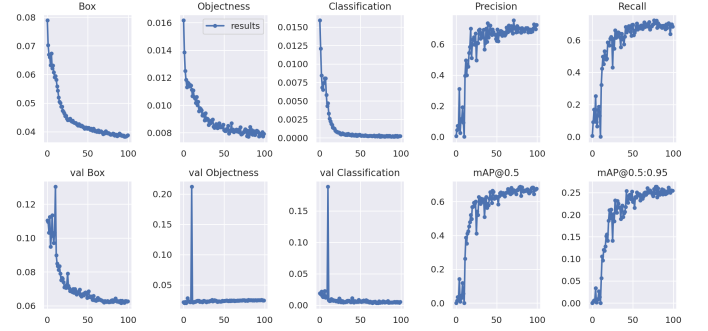 Box
Objectness
Classification
Precision
Recall
results
0.08
0.07
0.06
0.05
0.04
0.016
0.014
0.012
0.010
0.008
0.0150
0.0125
0.0100
0.0075
0.0050
0.0025
0.0000
0.6
0.4
0.2
0.0
0.6
0.4
0.2
0.0
0 50 100
0 50 100
0 50 100
0 50 100
0 50 100
val Box
val Objectness
val Classification
mAP@0.5
mAP@0.5:0.95
0.12
0.10
0.08
0.06
0.20
0.15
0.10
0.05
0.15
0.10
0.05
0.00
0.6
0.4
0.2
0.0
0.25
0.20
0.15
0.10
0.05
0.00
0 50 100
0 50 100
0 50 100
0 50 100
0 50 100